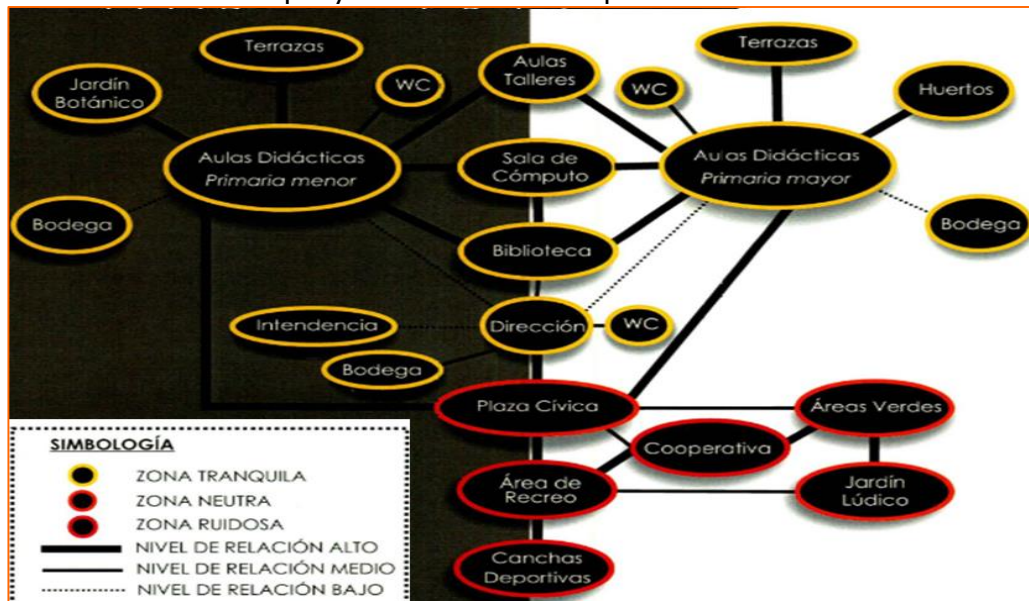 Terrazas
Terrazas
Jardín
Botánico
WC
Aulas
Talleres
WC
Huertos
Aulas Didácticas
Primaria menor
Sala de
Cómputo
Aulas Didácticas
Primaria mayor
Bodega
Biblioteca
Bodega
Intendencia
Dirección
WC
Bodega
Plaza Cívica
Áreas Verdes
Cooperativa
Área de
Recreo
Jardín
Lúdico
Canchas
Deportivas
SIMBOLOGÍA
ZONA TRANQUILA
ZONA NEUTRA
ZONA RUIDOSA
NIVEL DE RELACIÓN ALTO
NIVEL DE RELACIÓN MEDIO
NIVEL DE RELACIÓN BAJO